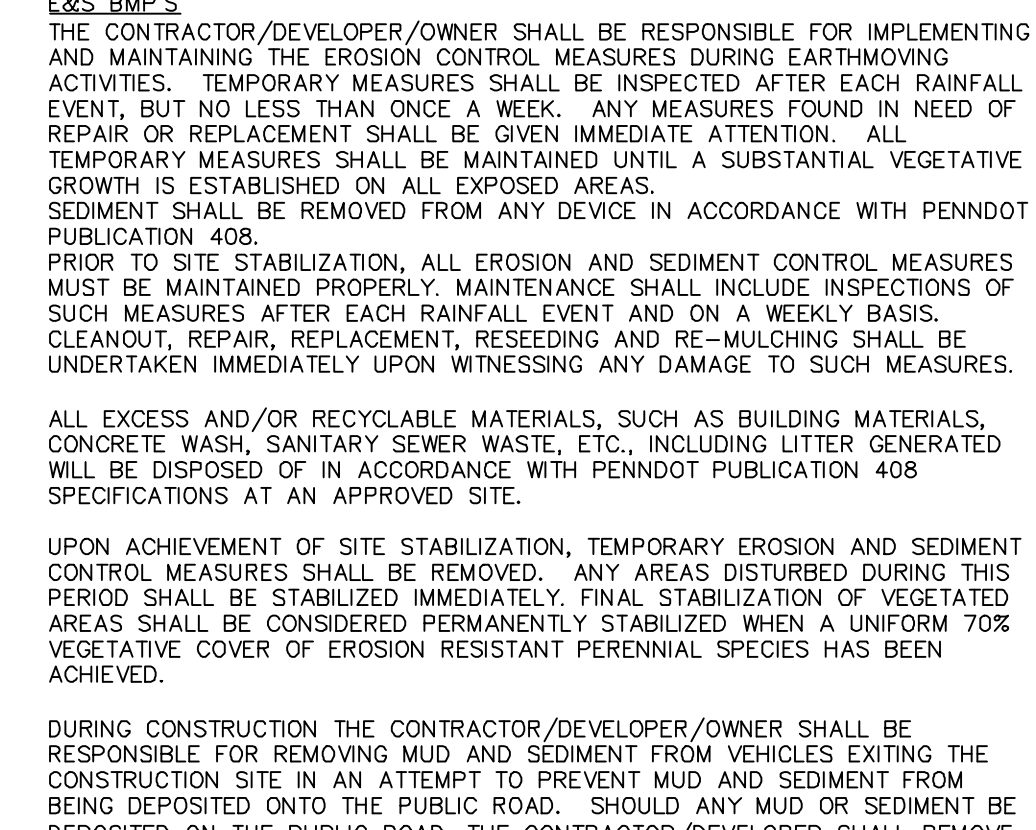 E&S BMP'S
THE CONTRACTOR/DEVELOPER/OWNER SHALL BE RESPONSIBLE FOR IMPLEMENTING
AND MAINTAINING THE EROSION CONTROL MEASURES DURING EARTHMOVING
ACTIVITIES.  TEMPORARY MEASURES SHALL BE INSPECTED AFTER EACH RAINFALL
EVENT, BUT NO LESS THAN ONCE A WEEK.  ANY MEASURES FOUND IN NEED OF
REPAIR OR REPLACEMENT SHALL BE GIVEN IMMEDIATE ATTENTION.  ALL
TEMPORARY MEASURES SHALL BE MAINTAINED UNTIL A SUBSTANTIAL VEGETATIVE
GROWTH IS ESTABLISHED ON ALL EXPOSED AREAS.
SEDIMENT SHALL BE REMOVED FROM ANY DEVICE IN ACCORDANCE WITH PENNDOT
PUBLICATION 408.
PRIOR TO SITE STABILIZATION, ALL EROSION AND SEDIMENT CONTROL MEASURES
MUST BE MAINTAINED PROPERLY. MAINTENANCE SHALL INCLUDE INSPECTIONS OF
SUCH MEASURES AFTER EACH RAINFALL EVENT AND ON A WEEKLY BASIS.
CLEANOUT, REPAIR, REPLACEMENT, RESEEDING AND RE-MULCHING SHALL BE
UNDERTAKEN IMMEDIATELY UPON WITNESSING ANY DAMAGE TO SUCH MEASURES.
ALL EXCESS AND/OR RECYCLABLE MATERIALS, SUCH AS BUILDING MATERIALS,
CONCRETE WASH, SANITARY SEWER WASTE, ETC., INCLUDING LITTER GENERATED
WILL BE DISPOSED OF IN ACCORDANCE WITH PENNDOT PUBLICATION 408
SPECIFICATIONS AT AN APPROVED SITE.
UPON ACHIEVEMENT OF SITE STABILIZATION, TEMPORARY EROSION AND SEDIMENT
CONTROL MEASURES SHALL BE REMOVED.  ANY AREAS DISTURBED DURING THIS
PERIOD SHALL BE STABILIZED IMMEDIATELY. FINAL STABILIZATION OF VEGETATED
AREAS SHALL BE CONSIDERED PERMANENTLY STABILIZED WHEN A UNIFORM 70%
VEGETATIVE COVER OF EROSION RESISTANT PERENNIAL SPECIES HAS BEEN
ACHIEVED.
DURING CONSTRUCTION THE CONTRACTOR/DEVELOPER/OWNER SHALL BE
RESPONSIBLE FOR REMOVING MUD AND SEDIMENT FROM VEHICLES EXITING THE
CONSTRUCTION SITE IN AN ATTEMPT TO PREVENT MUD AND SEDIMENT FROM
BEING DEPOSITED ONTO THE PUBLIC ROAD.  SHOULD ANY MUD OR SEDIMENT BE
DEPOSITED ON THE PUBLIC ROAD, THE CONTRACTOR/DEVELOPER SHALL REMOVE